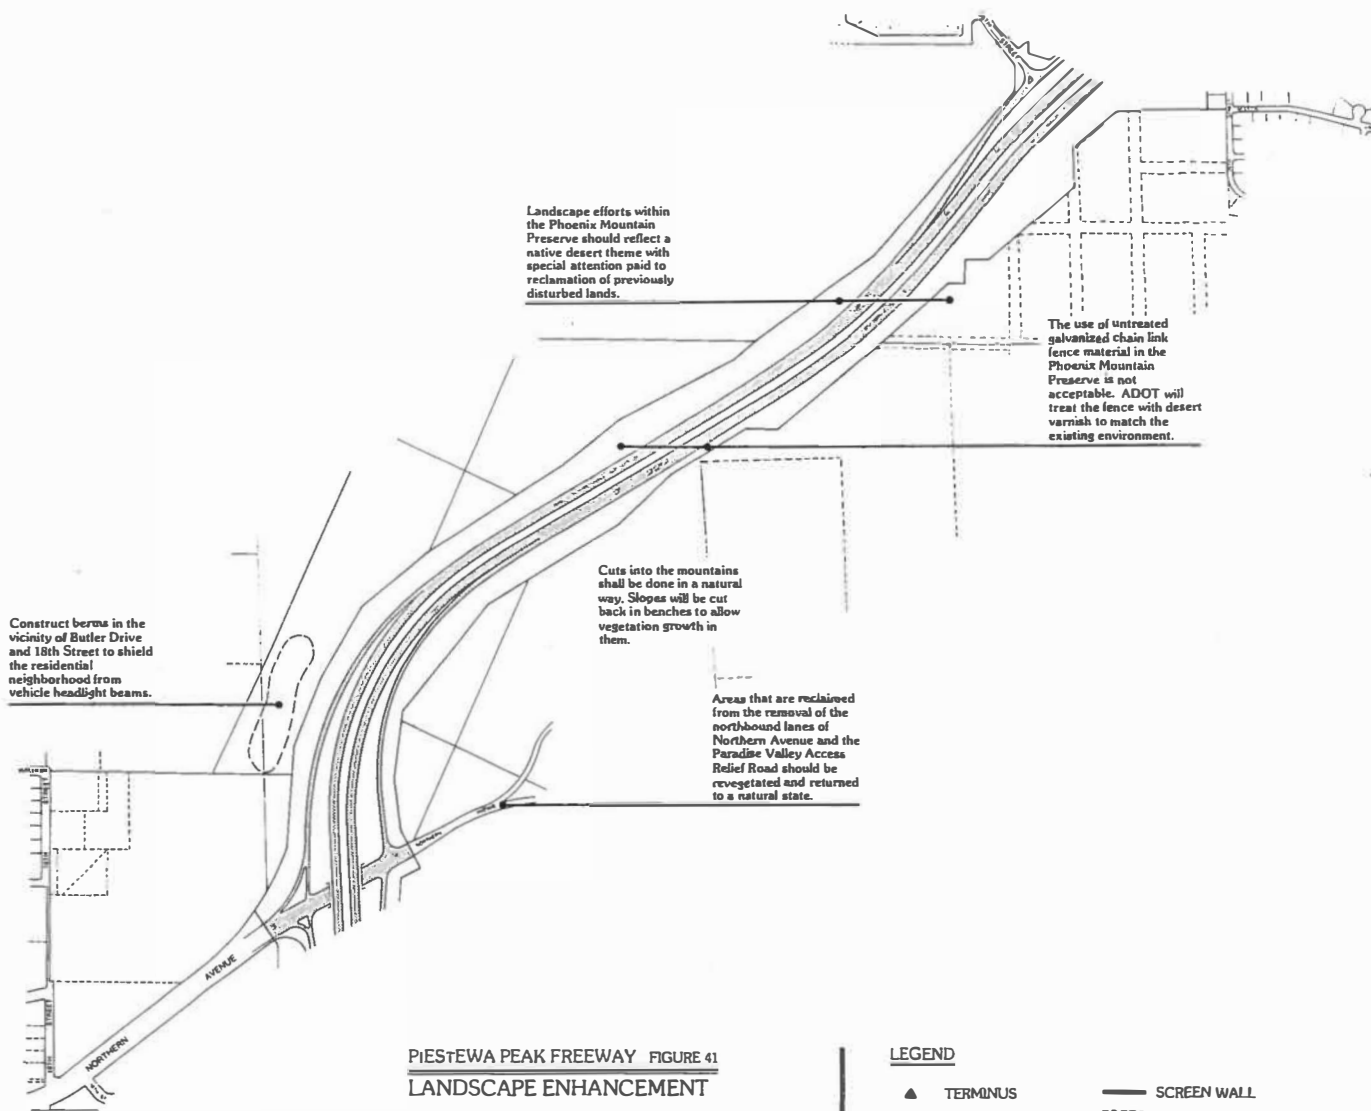 Landscape efforts within
the Phoenix Mountain
Preserve should reflect a
native desert theme with
special attention paid to
reclamation of previously
disturbed lands.
The use of untreated
galvanized chain link
fence material in the
Phoenix Mountain
Preserve is not
acceptable. ADOT will
treat the fence with desert
varnish to match the
existing environment.
Cuts into the mountains
shall be done in a natural
way. Slopes will be cut
back in benches to allow
vegetation growth in
them.
Construct berms in the
vicinity of Butler Drive
and 18th Street to shield
the residential
neighborhood from
vehicle headlight beams.
Areas that are reclaimed
from the removal of the
northbound lanes of
Northern Avenue and the
Paradise Valley Access
Relief Road should be
revegetated and returned
to a natural state.
STREET
NORTHERN
AVENUE
STREET
NORTHERN AVENUE
PIESTEWA PEAK FREEWAY FIGURE 41
LANDSCAPE ENHANCEMENT
LEGEND
TERMINUS
SCREEN WALL